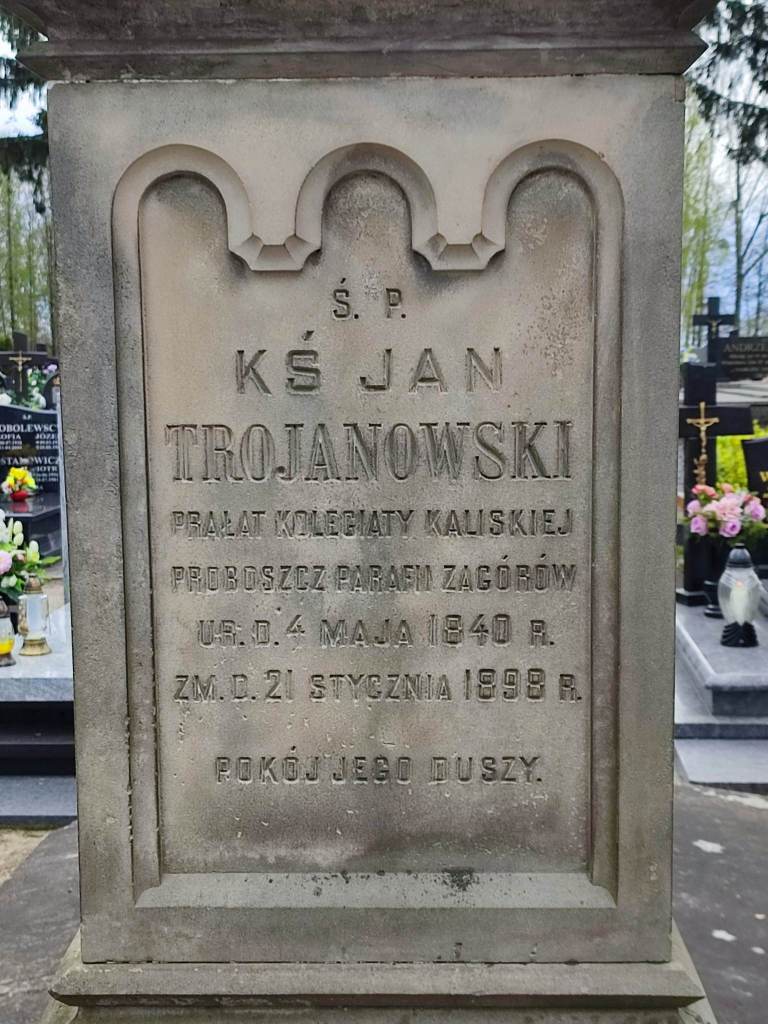 Ś. P.
KŚ JAN
TROJANOWSKI
PRAŁAT KOLEGIATY KALISKIEJ
PROBOSZCZ PARAFII ZAGÓRÓW
UR. D. 4 MAJA 1840 R.
ZM. D. 21 STYCZNIA 1898 R.
POKÓJ JEGO DUSZY.